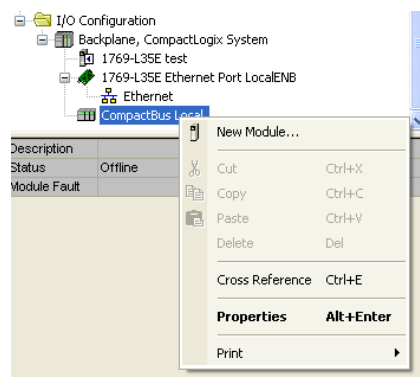 I/O Configuration
Backplane, CompactLogix System
1769-L35E test
1769-L35E Ethernet Port LocalENB
Ethernet
CompactBus Local
New Module...
Description
Status Offline
Cut Ctrl+X
Module Fault
Copy Ctrl+C
Paste Ctrl+V
Delete Del
Cross Reference Ctrl+E
Properties Alt+Enter
Print